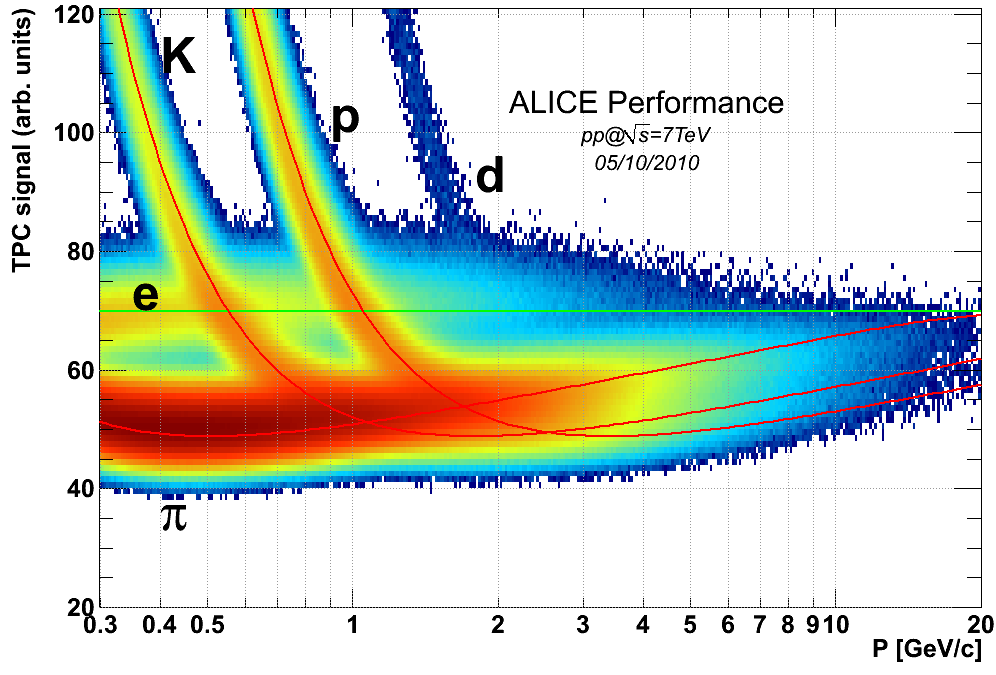 TPC signal (arb. units)
120
100
80
60
40
20
K
p
d
e
π
ALICE Performance
pp@√s=7TeV
05/10/2010
0.3 0.4 0.5 1 2 3 4 5 6 7 8 9 10 20
P [GeV/c]